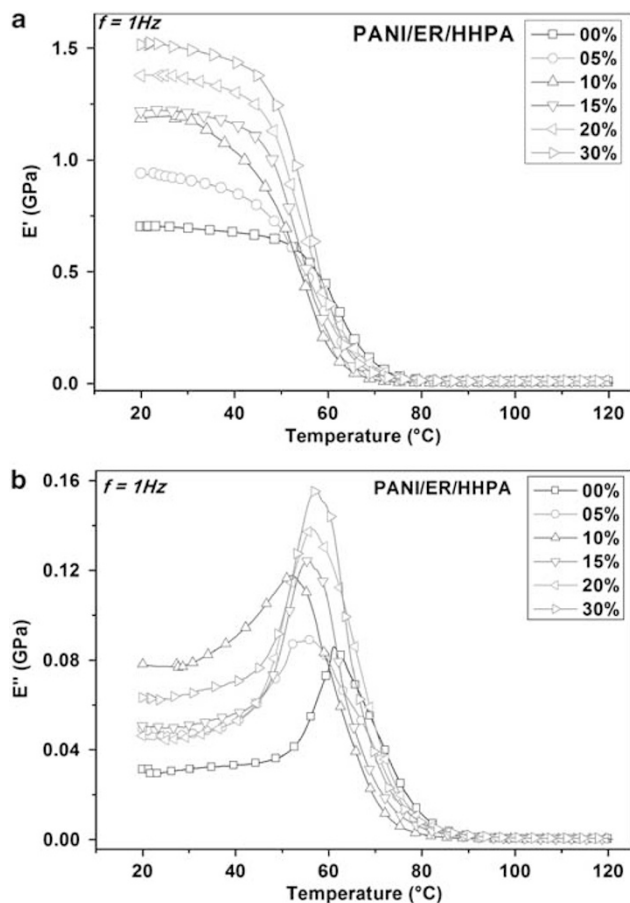 a
f = 1Hz
PANI/ER/HHPA
00%
05%
10%
15%
20%
30%
E' (GPa)
1.5
1.0
0.5
0.0
20 40 60 80 100 120
Temperature (°C)
b
f = 1Hz
PANI/ER/HHPA
00%
05%
10%
15%
20%
30%
E'' (GPa)
0.16
0.12
0.08
0.04
0.00
20 40 60 80 100 120
Temperature (°C)